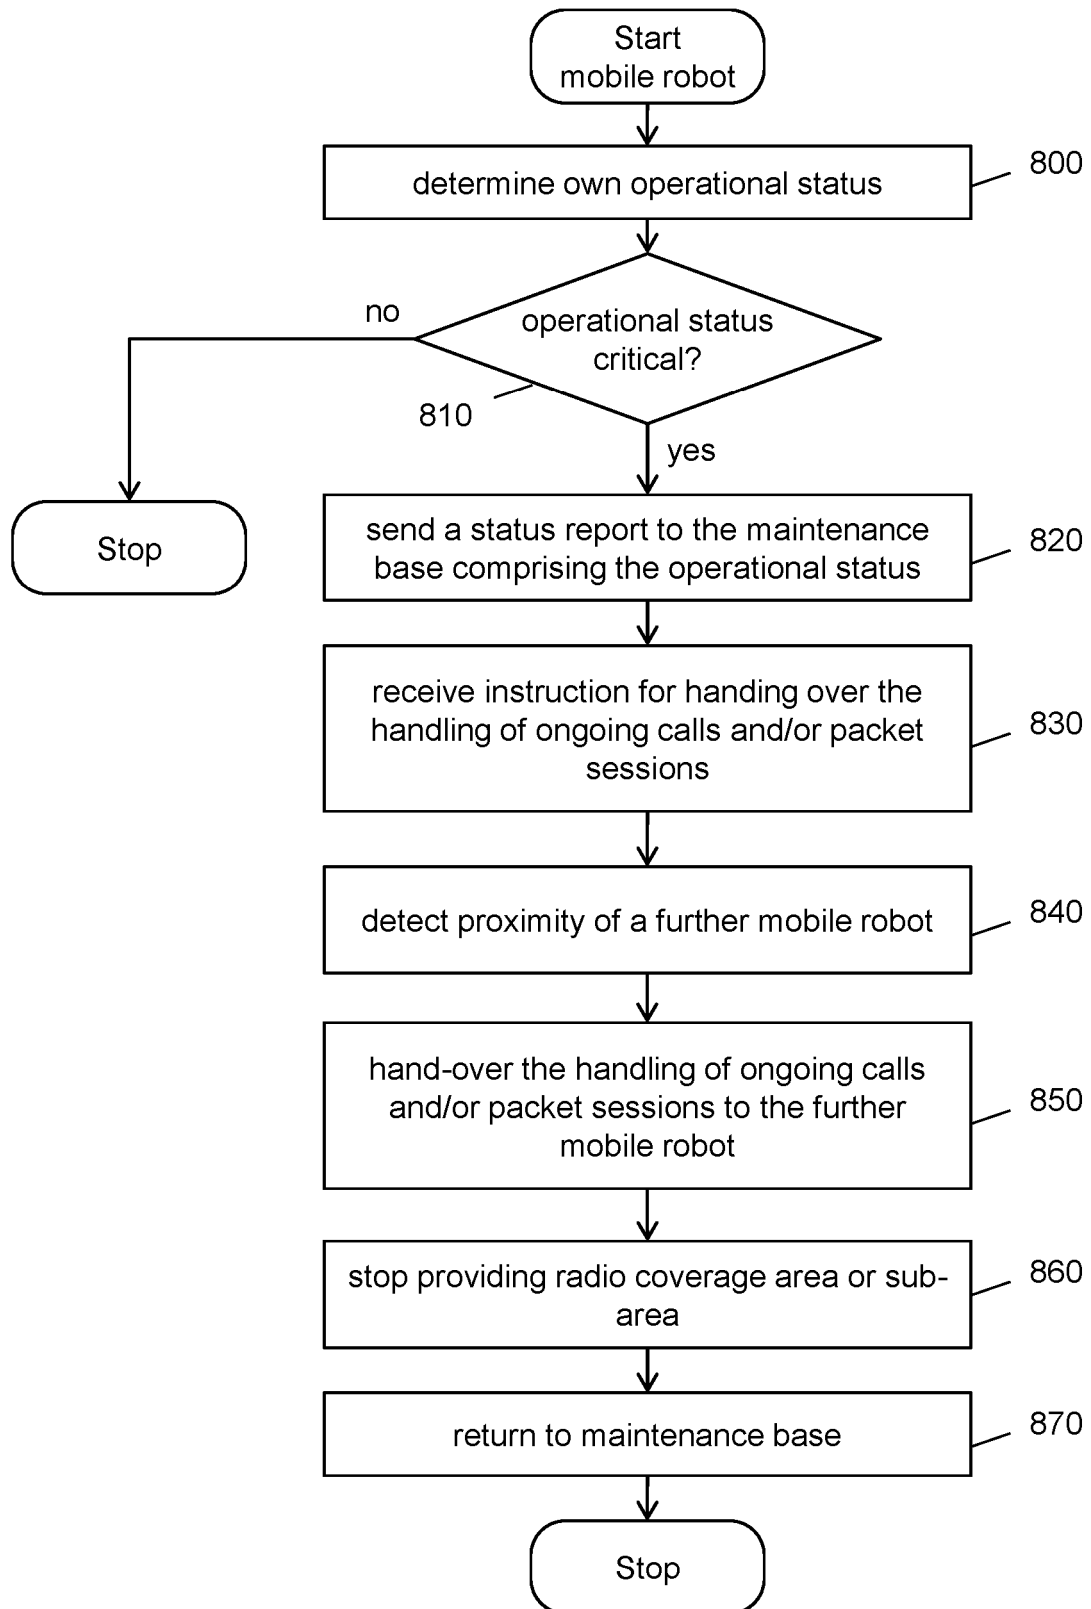 Start
mobile robot
determine own operational status
800
operational status
critical?
no
810
yes
Stop
send a status report to the maintenance
base comprising the operational status
820
receive instruction for handing over the
handling of ongoing calls and/or packet
sessions
830
detect proximity of a further mobile robot
840
hand-over the handling of ongoing calls
and/or packet sessions to the further
mobile robot
850
stop providing radio coverage area or sub-
area
860
return to maintenance base
870
Stop